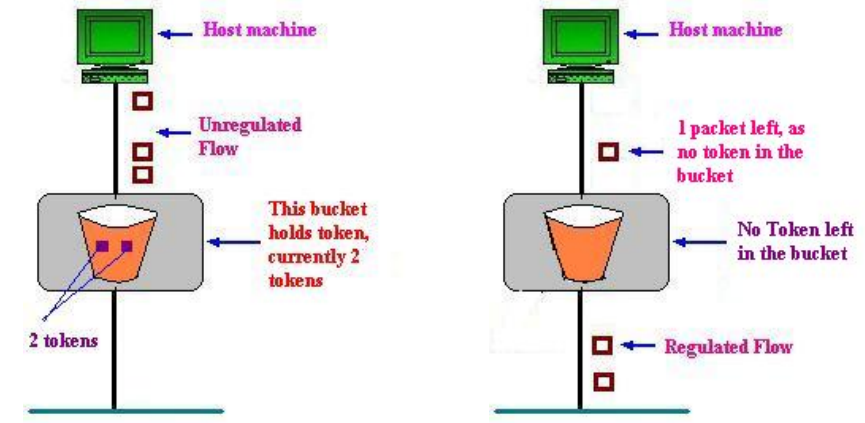 Host machine
Unregulated
Flow
This bucket
holds token,
currently 2
tokens
2 tokens
Host machine
1 packet left, as
no token in the
bucket
No Token left
in the bucket
Regulated Flow